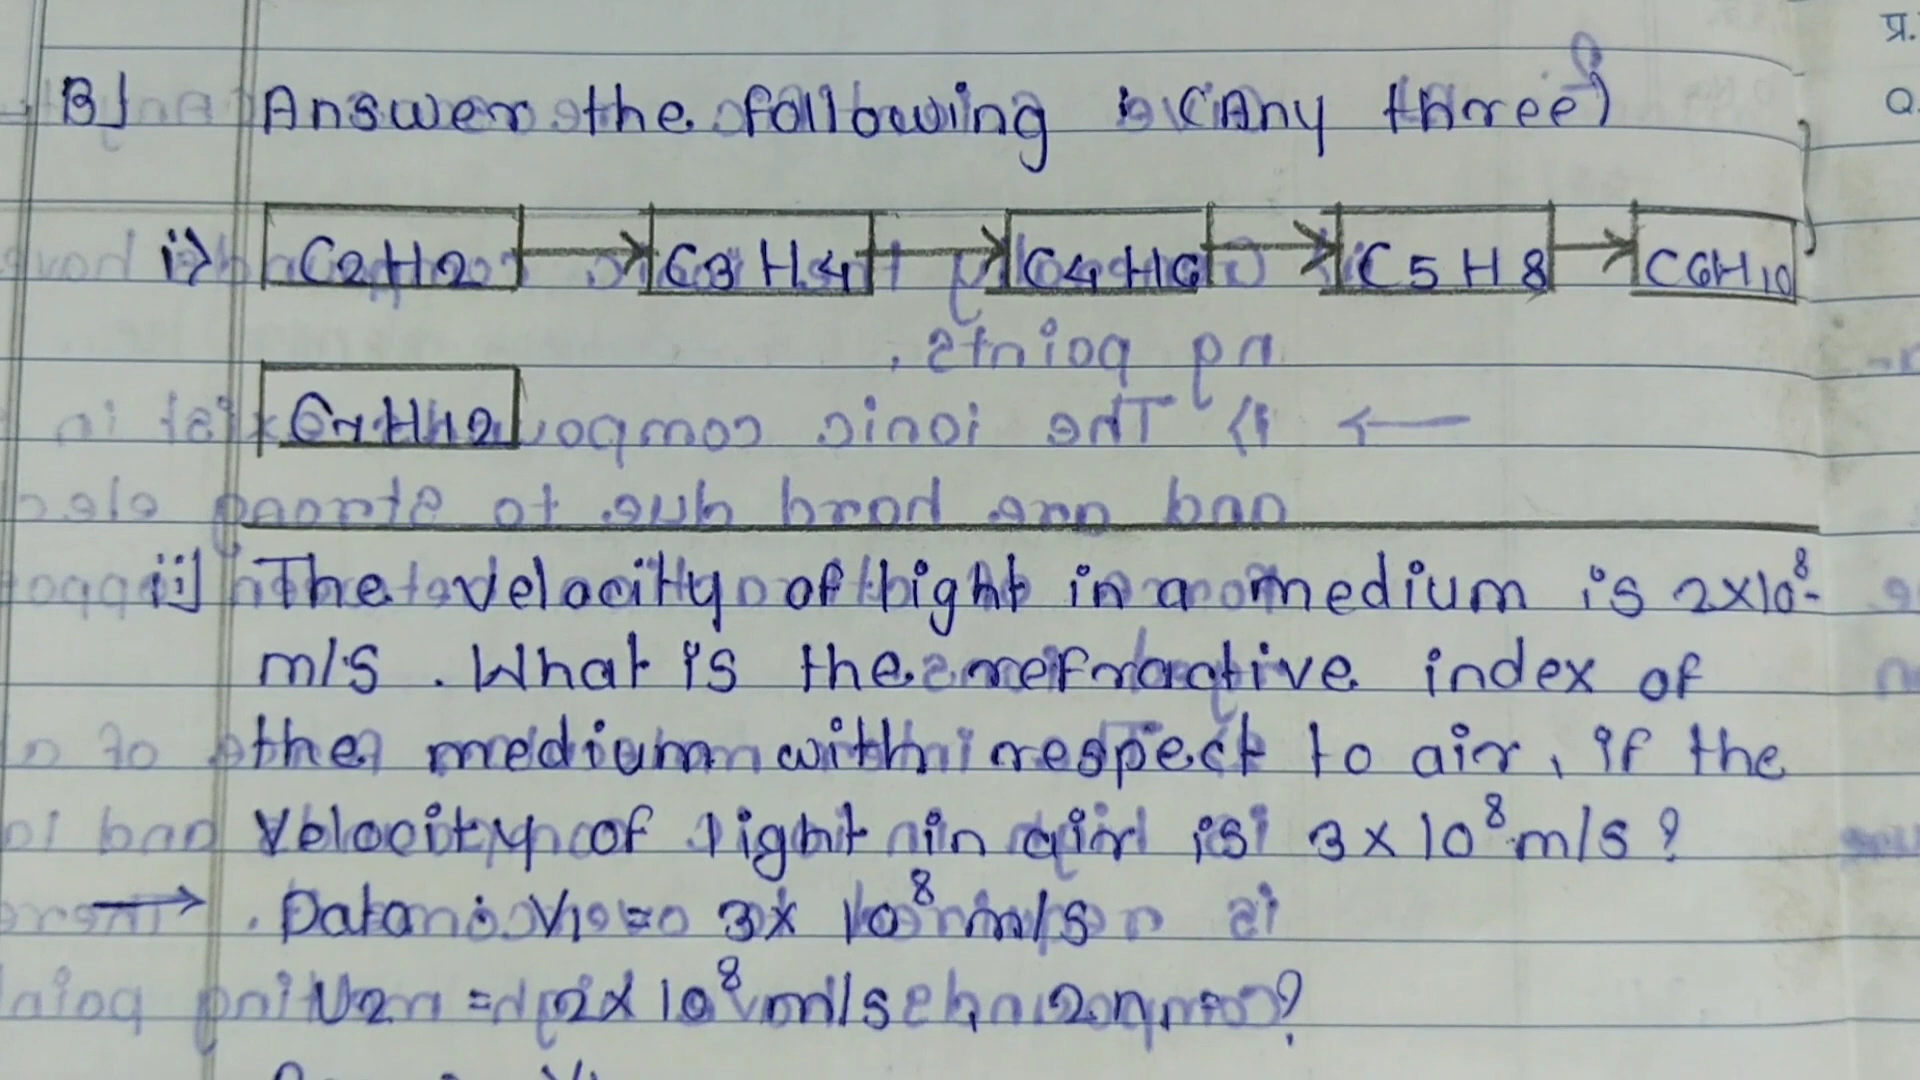 प्र.
Q.
B] Answer the following : (Any three)
i) C2H2 → C3H4 → C4H6 → C5H8 → C6H10
C7H12
ii] The velocity of light in a medium is 2×10⁸
m/s. What is the refractive index of
the medium with respect to air, if the
velocity of light in air is 3×10⁸ m/s?
→ Data : V1 = 3× 10⁸ m/s
V2 = 2× 10⁸ m/s